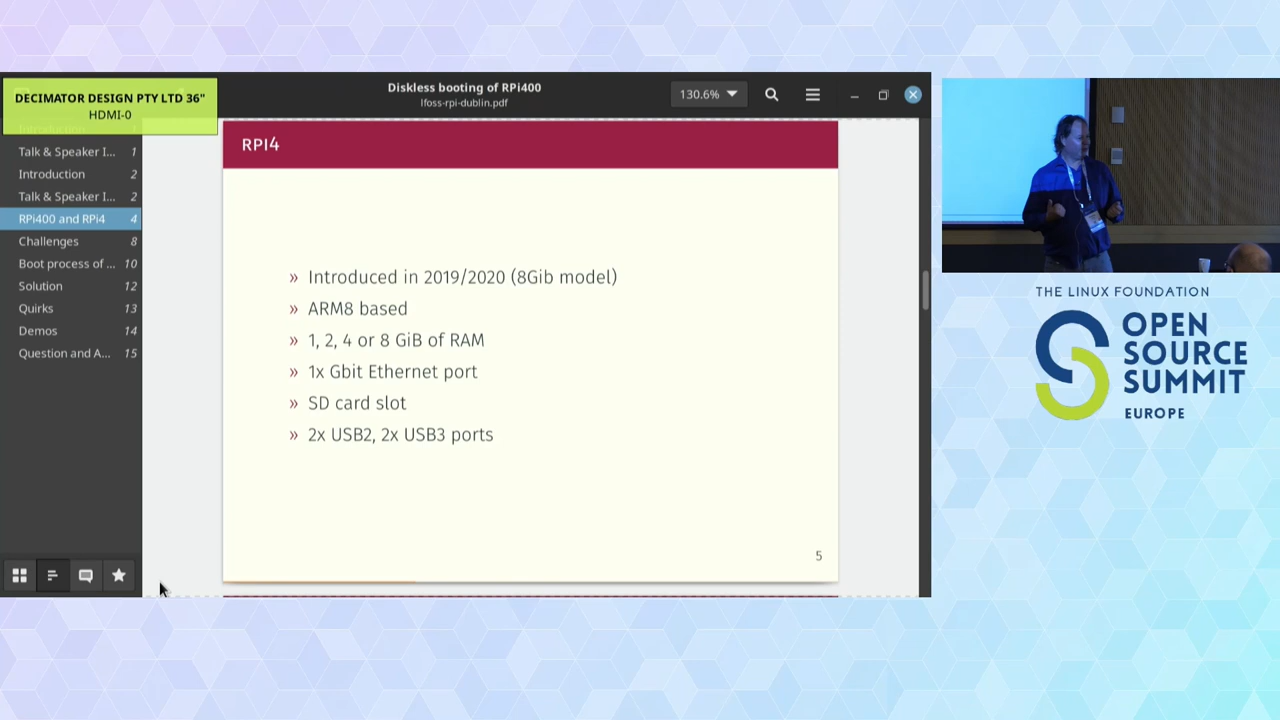 DECIMATOR DESIGN PTY LTD 36"
HDMI-0
Diskless booting of RPi400
lfoss-rpi-dublin.pdf
130.6%
Talk & Speaker I... 1
Introduction 2
Talk & Speaker I... 2
RPi400 and RPi4 4
Challenges 8
Boot process of ... 10
Solution 12
Quirks 13
Demos 14
Question and A... 15
RPI4
» Introduced in 2019/2020 (8Gib model)
» ARM8 based
» 1, 2, 4 or 8 GiB of RAM
» 1x Gbit Ethernet port
» SD card slot
» 2x USB2, 2x USB3 ports
5
THE LINUX FOUNDATION
OPEN
SOURCE
SUMMIT
EUROPE